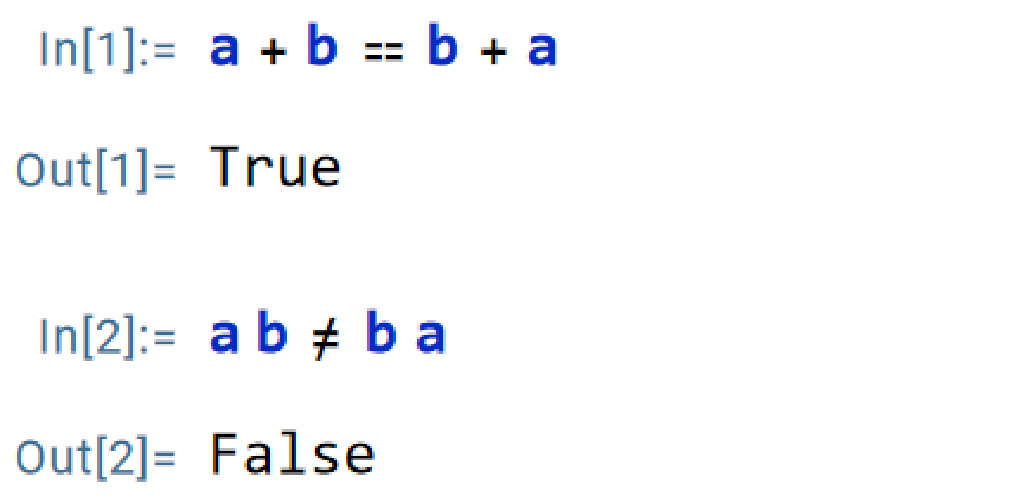 In[1]:= a + b == b + a
Out[1]= True
In[2]:= a b ≠ b a
Out[2]= False